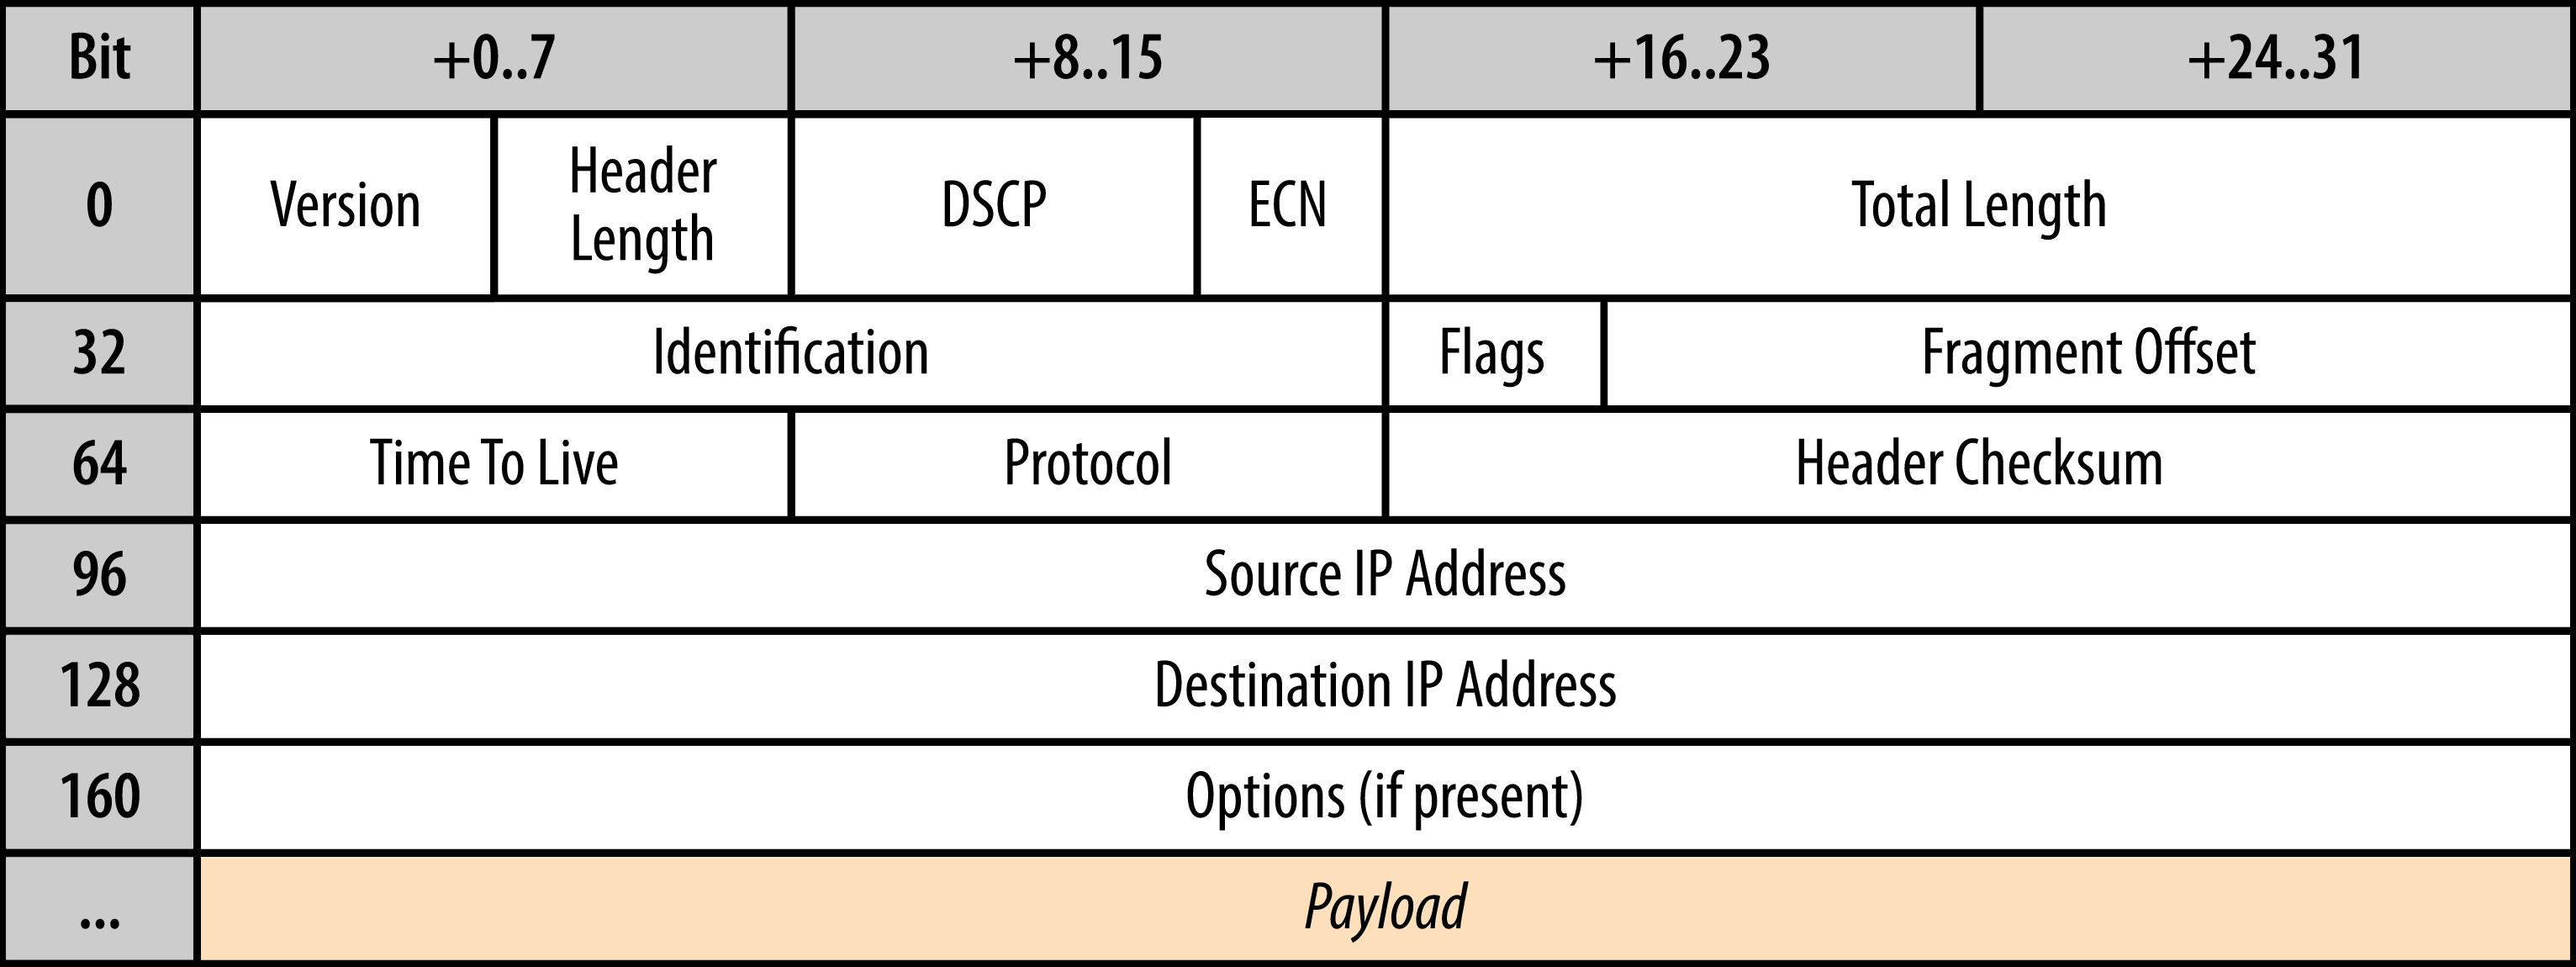 Bit +0..7 +8..15 +16..23 +24..31
0 Version Header Length DSCP ECN Total Length
32 Identification Flags Fragment Offset
64 Time To Live Protocol Header Checksum
96 Source IP Address
128 Destination IP Address
160 Options (if present)
... Payload